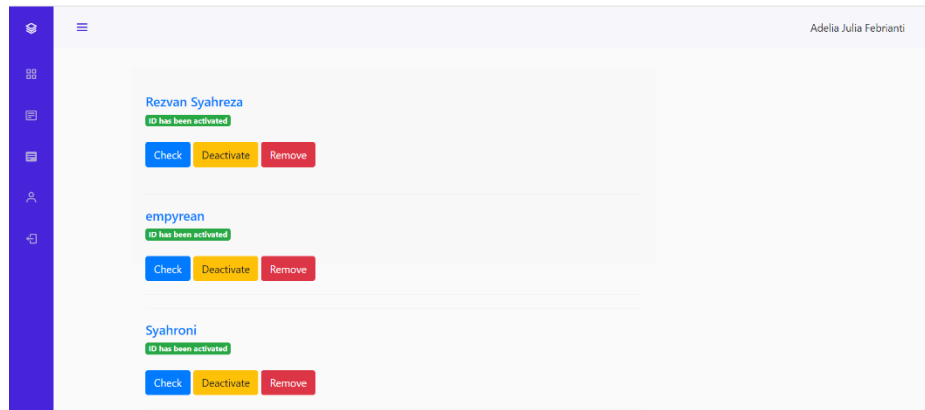 Adelia Julia Febrianti
Rezvan Syahreza
ID has been activated
Check Deactivate Remove
empyrean
ID has been activated
Check Deactivate Remove
Syahroni
ID has been activated
Check Deactivate Remove